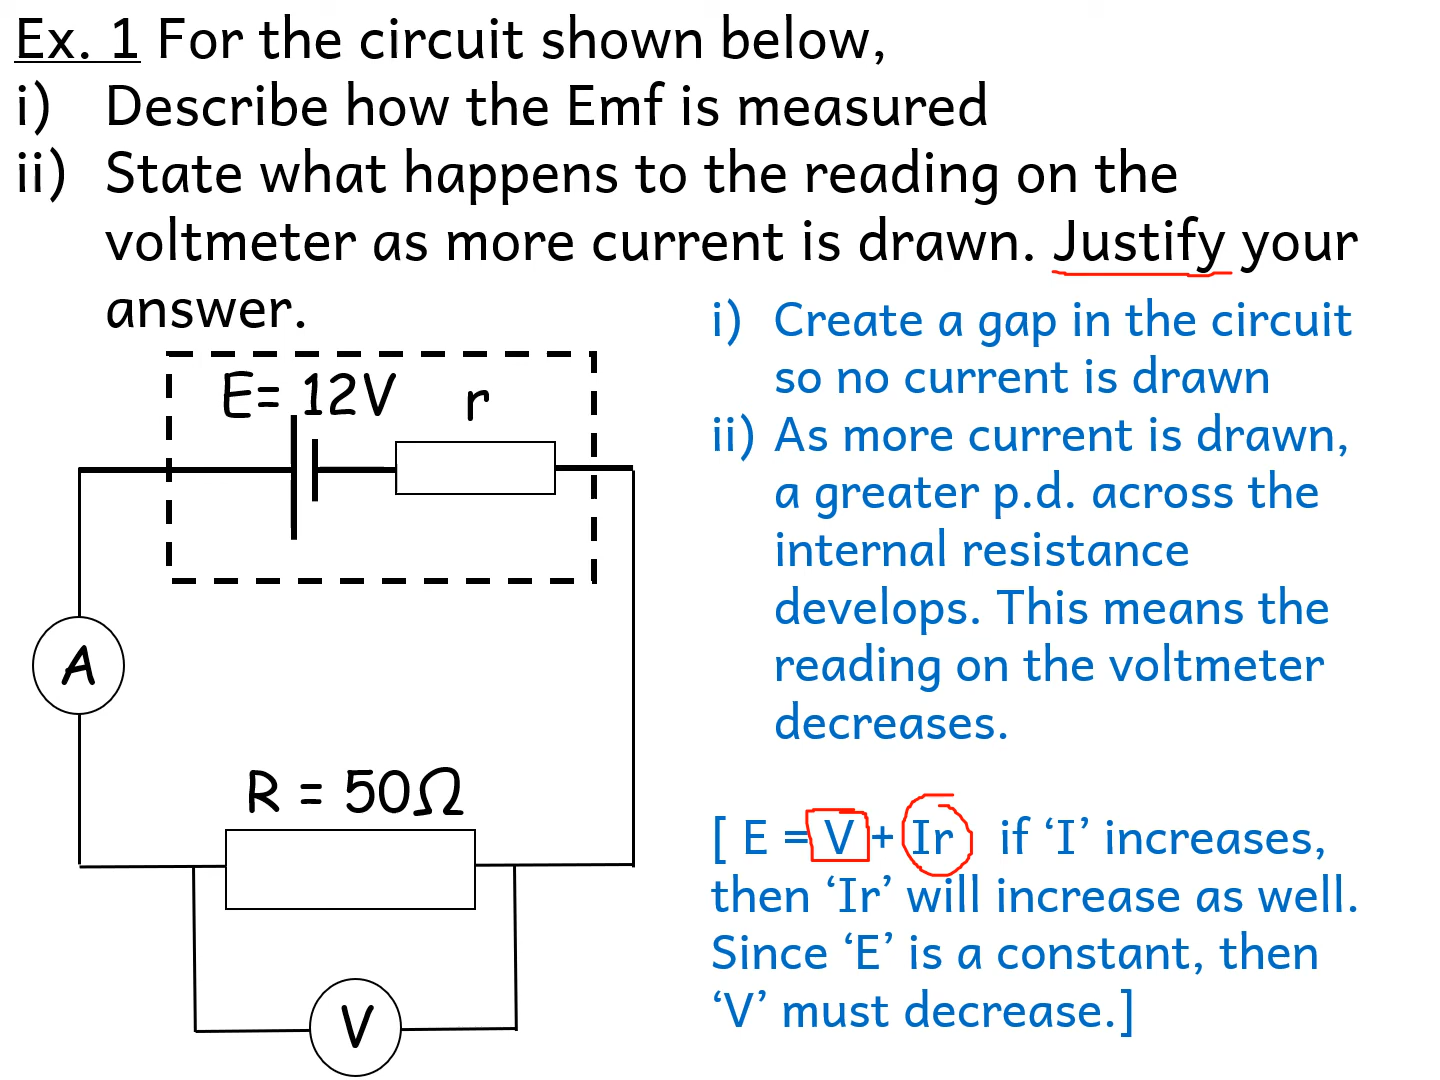 Ex. 1 For the circuit shown below,
i) Describe how the Emf is measured
ii) State what happens to the reading on the
voltmeter as more current is drawn. Justify your
answer.
i) Create a gap in the circuit
so no current is drawn
ii) As more current is drawn,
a greater p.d. across the
internal resistance
develops. This means the
reading on the voltmeter
decreases.
[ E = V + Ir if ‘I’ increases,
then ‘Ir’ will increase as well.
Since ‘E’ is a constant, then
‘V’ must decrease.]
E= 12V r
A
R = 50Ω
V